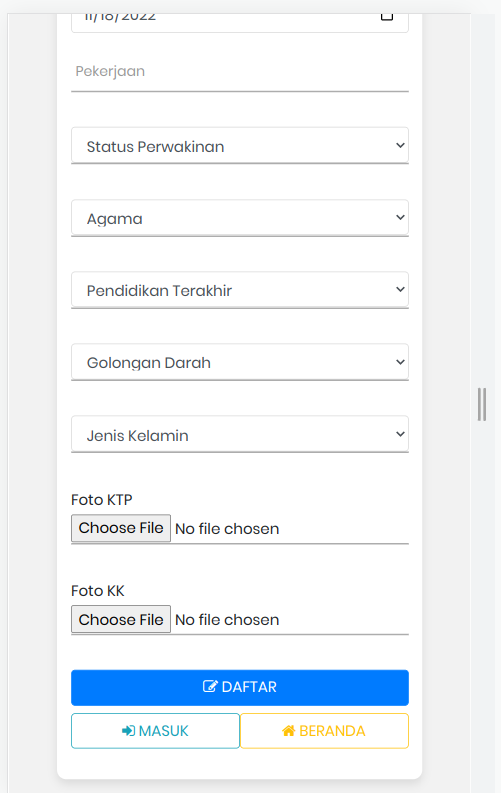 11/18/2022
Pekerjaan
Status Perwakinan
Agama
Pendidikan Terakhir
Golongan Darah
Jenis Kelamin
Foto KTP
Choose File No file chosen
Foto KK
Choose File No file chosen
DAFTAR
MASUK BERANDA